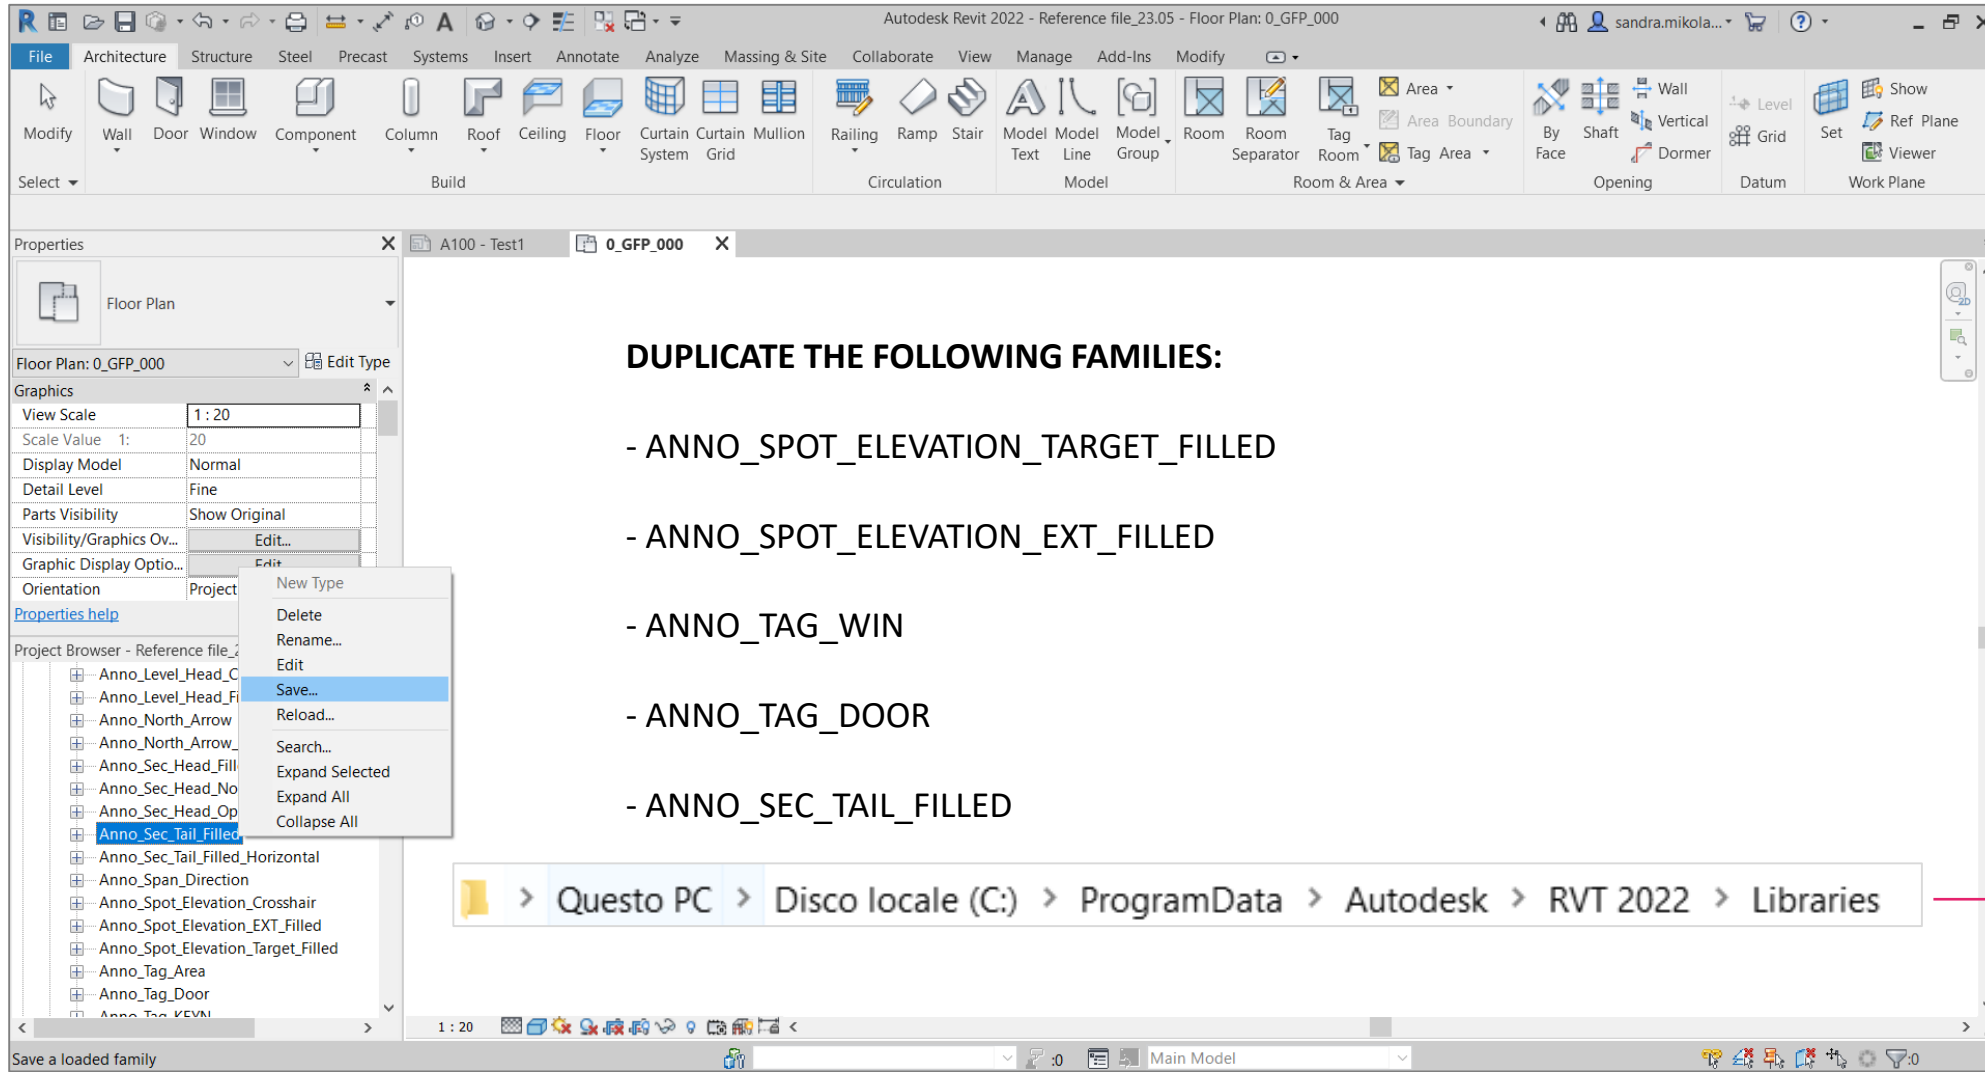 Autodesk Revit 2022 - Reference file_23.05 - Floor Plan: 0_GFP_000
sandra.mikola...
File Architecture Structure Steel Precast Systems Insert Annotate Analyze Massing & Site Collaborate View Manage Add-Ins Modify
Modify Wall Door Window Component Column Roof Ceiling Floor Curtain System Curtain Grid Mullion Railing Ramp Stair Model Text Model Line Model Group Room Room Separator Tag Room
Area
Area Boundary
Tag Area
By Face Shaft
Wall
Vertical
Dormer
Level
Grid
Set
Show
Ref Plane
Viewer
Select Build Circulation Model Room & Area Opening Datum Work Plane
Properties
A100 - Test1
0_GFP_000
Floor Plan
Floor Plan: 0_GFP_000 Edit Type
Graphics
View Scale 1 : 20
Scale Value 1: 20
Display Model Normal
Detail Level Fine
Parts Visibility Show Original
Visibility/Graphics Ov... Edit...
Graphic Display Optio... Edit
Orientation Project
Properties help
New Type
Delete
Rename...
Edit
Save...
Reload...
Search...
Expand Selected
Expand All
Collapse All
Project Browser - Reference file_2
Anno_Level_Head_C
Anno_Level_Head_Fi
Anno_North_Arrow
Anno_North_Arrow_
Anno_Sec_Head_Fill
Anno_Sec_Head_No
Anno_Sec_Head_Op
Anno_Sec_Tail_Filled
Anno_Sec_Tail_Filled_Horizontal
Anno_Span_Direction
Anno_Spot_Elevation_Crosshair
Anno_Spot_Elevation_EXT_Filled
Anno_Spot_Elevation_Target_Filled
Anno_Tag_Area
Anno_Tag_Door
Anno_Tag_KEYN
DUPLICATE THE FOLLOWING FAMILIES:
- ANNO_SPOT_ELEVATION_TARGET_FILLED
- ANNO_SPOT_ELEVATION_EXT_FILLED
- ANNO_TAG_WIN
- ANNO_TAG_DOOR
- ANNO_SEC_TAIL_FILLED
> Questo PC > Disco locale (C:) > ProgramData > Autodesk > RVT 2022 > Libraries
1 : 20
Save a loaded family
:0
Main Model
:0